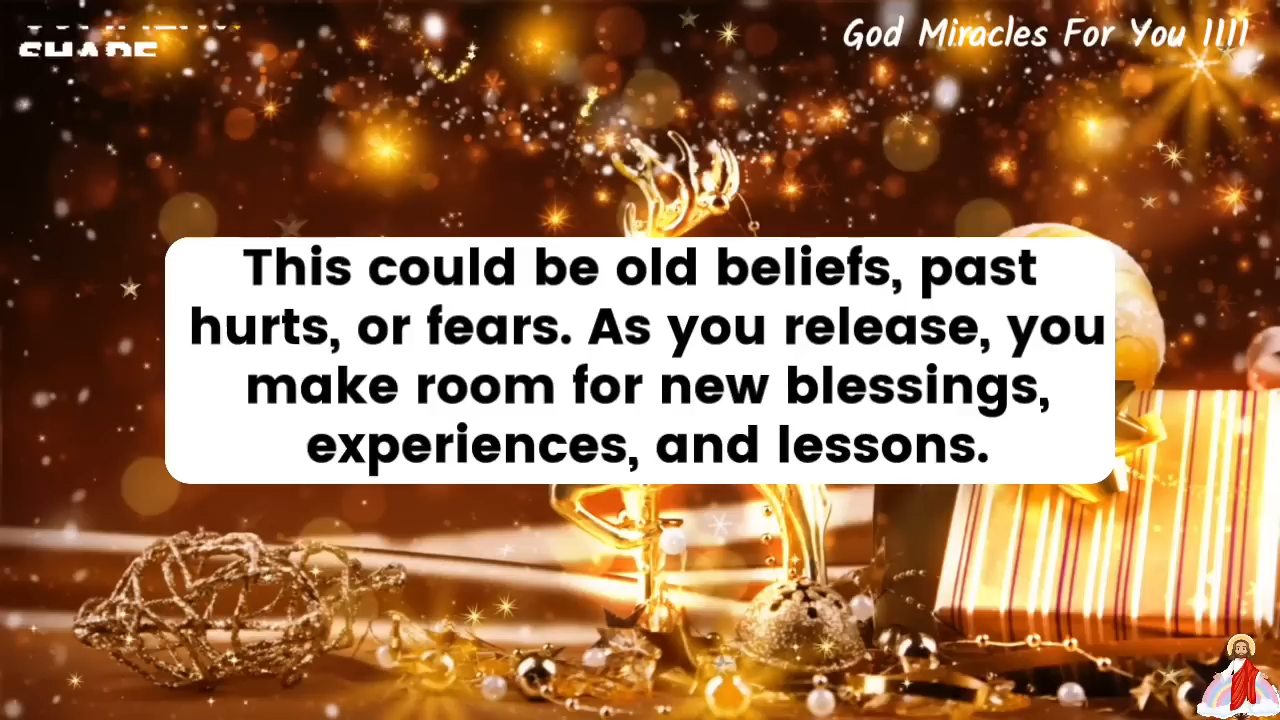 God Miracles For You 1111
This could be old beliefs, past
hurts, or fears. As you release, you
make room for new blessings,
experiences, and lessons.